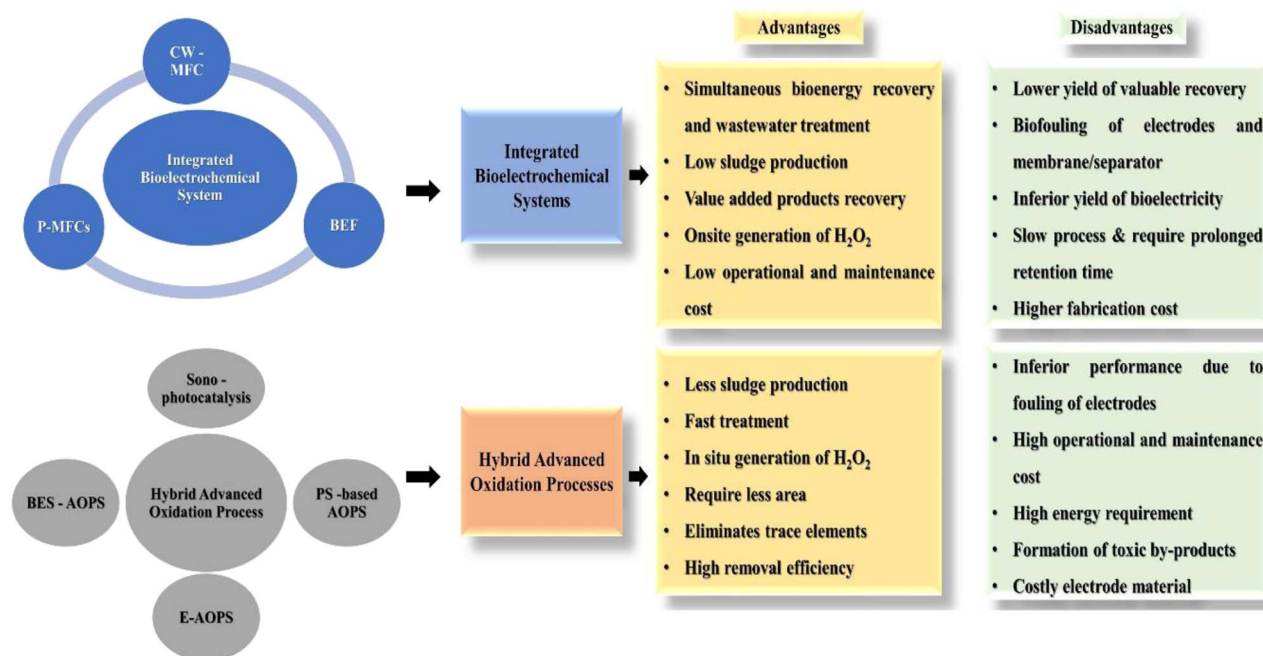 CW -
MFC
Integrated
Bioelectrochemical
System
P-MFCs
BEF
Integrated
Bioelectrochemical
Systems
Advantages
• Simultaneous bioenergy recovery
and wastewater treatment
• Low sludge production
• Value added products recovery
• Onsite generation of H₂O₂
• Low operational and maintenance
cost
Disadvantages
• Lower yield of valuable recovery
• Biofouling of electrodes and
membrane/separator
• Inferior yield of bioelectricity
• Slow process & require prolonged
retention time
• Higher fabrication cost
Sono -
photocatalysis
BES - AOPS
Hybrid Advanced
Oxidation Process
PS -based
AOPS
E-AOPS
Hybrid Advanced
Oxidation Processes
• Less sludge production
• Fast treatment
• In situ generation of H₂O₂
• Require less area
• Eliminates trace elements
• High removal efficiency
• Inferior performance due to
fouling of electrodes
• High operational and maintenance
cost
• High energy requirement
• Formation of toxic by-products
• Costly electrode material